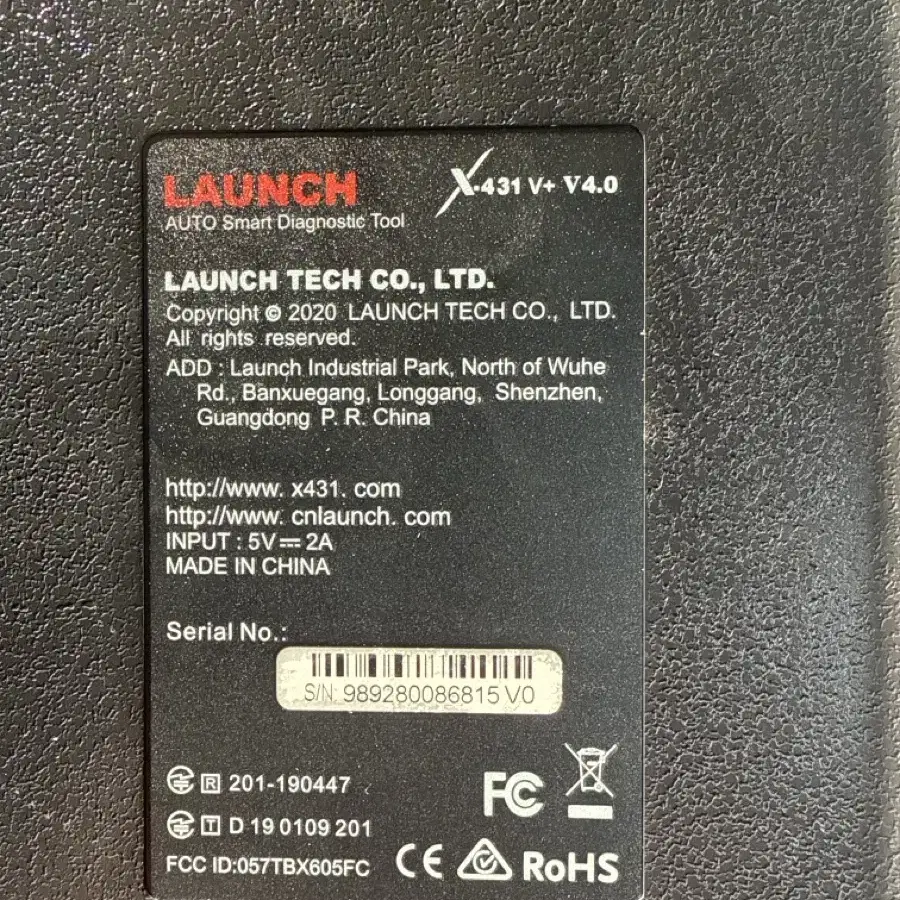 LAUNCH
AUTO Smart Diagnostic Tool
X-431 V+ V4.0
LAUNCH TECH CO., LTD.
Copyright © 2020 LAUNCH TECH CO., LTD.
All rights reserved.
ADD : Launch Industrial Park, North of Wuhe
Rd., Banxuegang, Longgang, Shenzhen,
Guangdong P. R. China
http://www. x431. com
http://www. cnlaunch. com
INPUT : 5V⎓2A
MADE IN CHINA
Serial No.:
S/N: 989280086815 V0
R 201-190447
T D 19 0109 201
FCC ID:057TBX605FC
FC
CE
RoHS